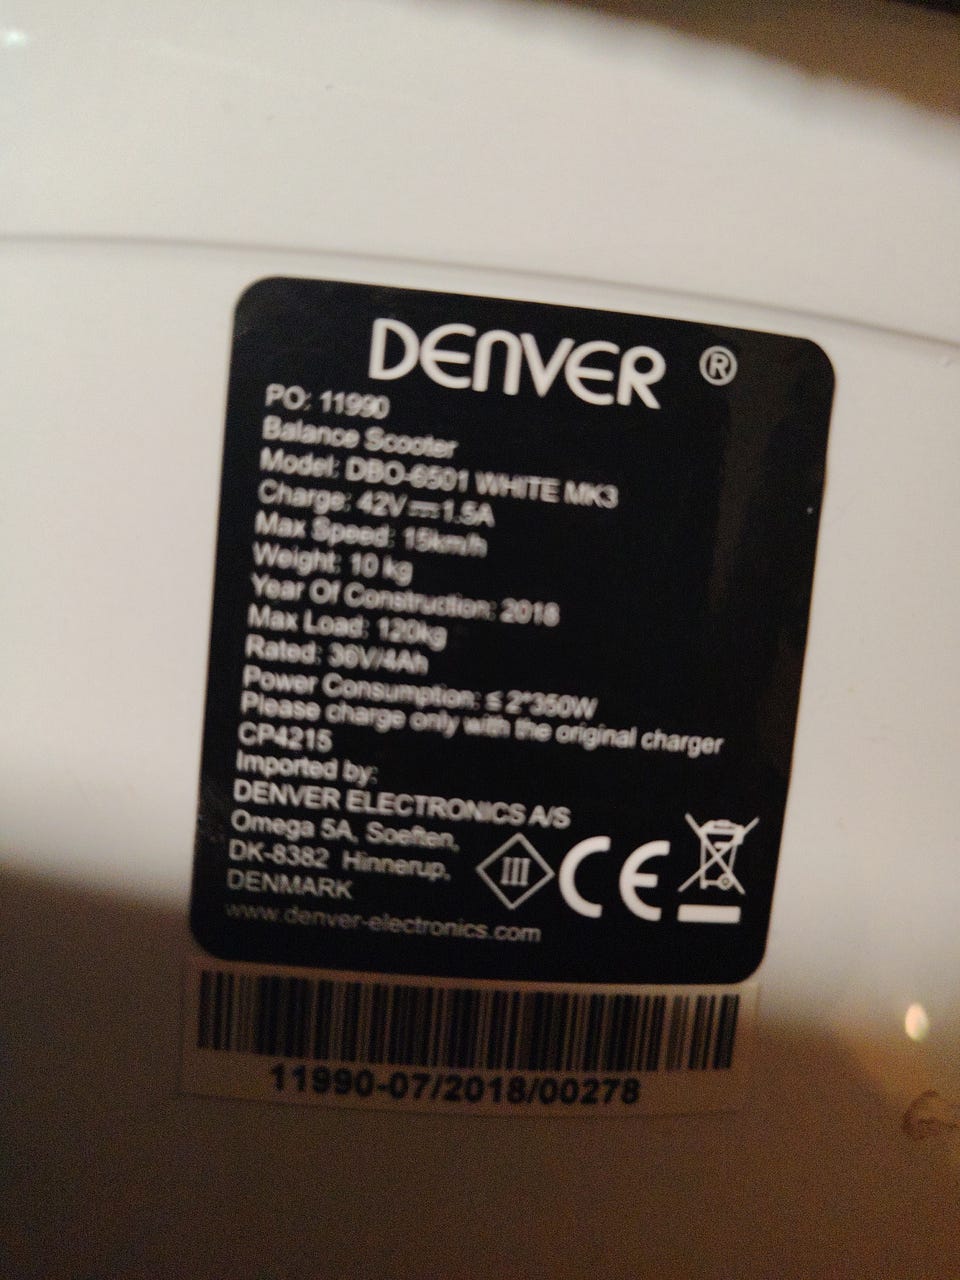 DENVER ®
PO: 11990
Balance Scooter
Model: DBO-6501 WHITE MK3
Charge: 42V⎓1.5A
Max Speed: 15km/h
Weight: 10 kg
Year Of Construction: 2018
Max Load: 120kg
Rated: 36V/4Ah
Power Consumption: ≤ 2*350W
Please charge only with the original charger
CP4215
Imported by:
DENVER ELECTRONICS A/S
Omega 5A, Soeften,
DK-8382 Hinnerup,
DENMARK
www.denver-electronics.com
III CE
11990-07/2018/00278